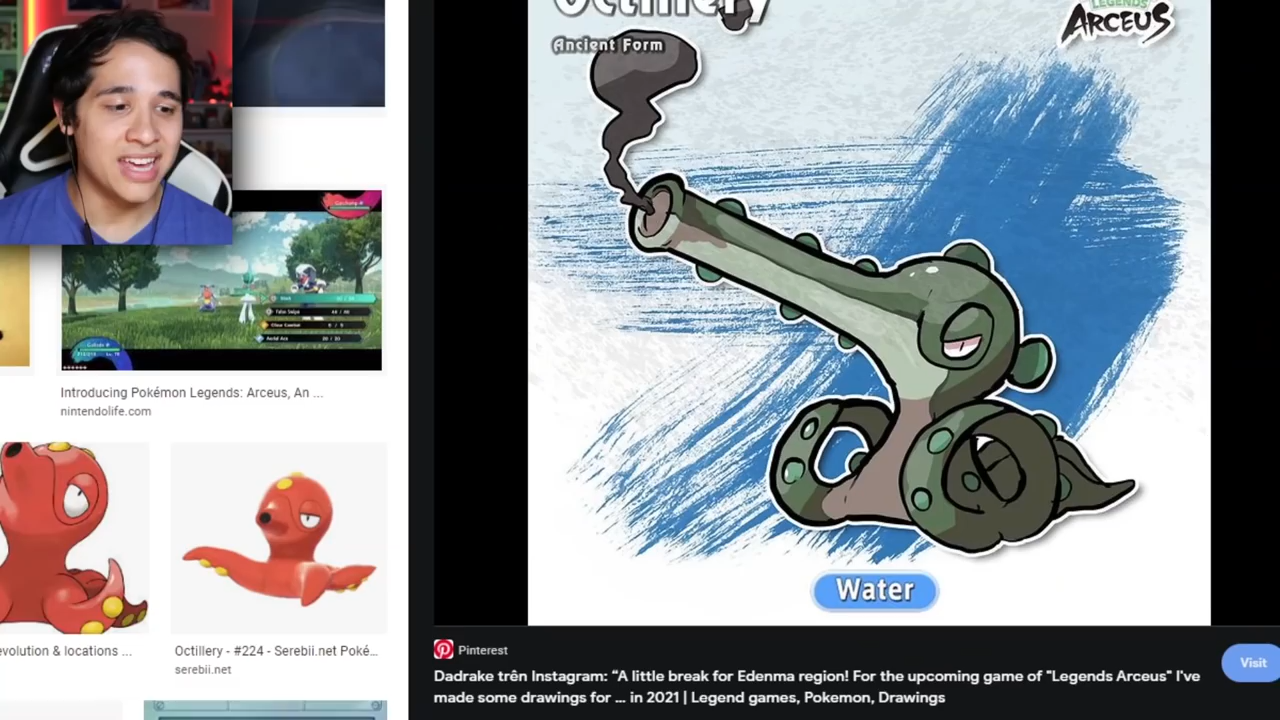 Octillery
Ancient Form
LEGENDS
ARCEUS
Water
Introducing Pokémon Legends: Arceus, An ...
nintendolife.com
evolution & locations ...
Octillery - #224 - Serebii.net Poké...
serebii.net
Pinterest
Dadrake trên Instagram: “A little break for Edenma region! For the upcoming game of "Legends Arceus" I've
made some drawings for ... in 2021 | Legend games, Pokemon, Drawings
Visit